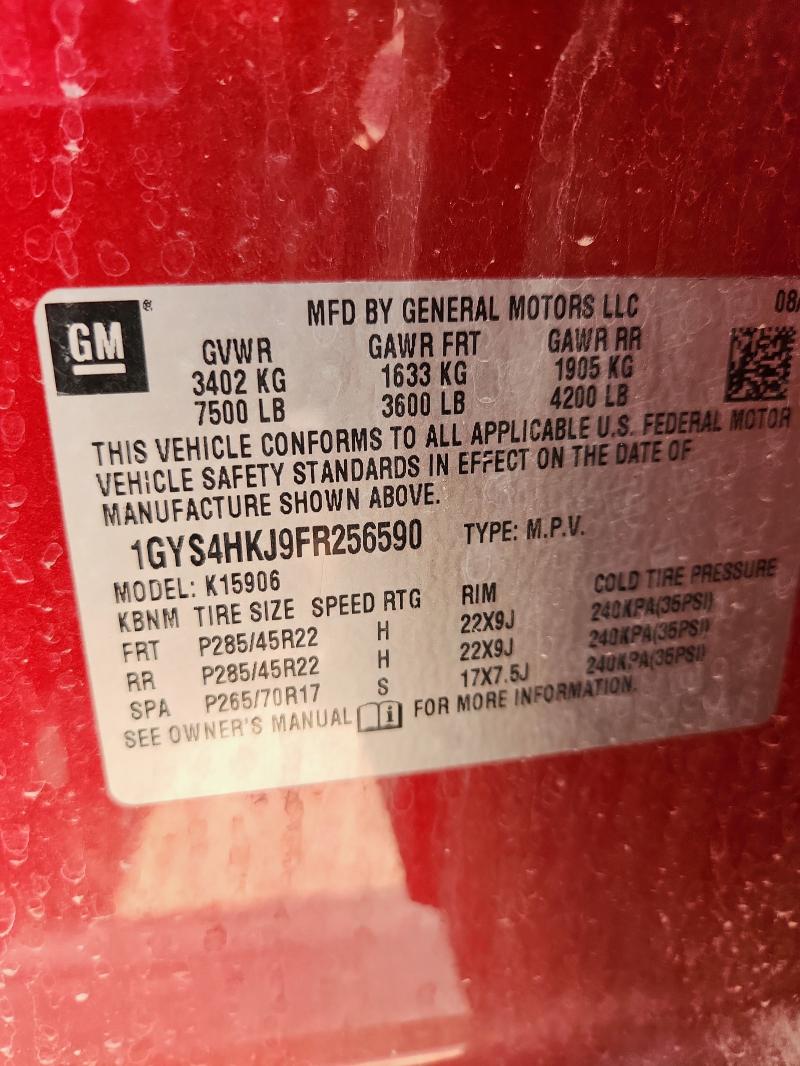 GM ® MFD BY GENERAL MOTORS LLC 08/
GVWR GAWR FRT GAWR RR
3402 KG 1633 KG 1905 KG
7500 LB 3600 LB 4200 LB
THIS VEHICLE CONFORMS TO ALL APPLICABLE U.S. FEDERAL MOTOR
VEHICLE SAFETY STANDARDS IN EFFECT ON THE DATE OF
MANUFACTURE SHOWN ABOVE.
1GYS4HKJ9FR256590 TYPE: M.P.V.
MODEL: K15906
KBNM TIRE SIZE SPEED RTG RIM COLD TIRE PRESSURE
FRT P285/45R22 H 22X9J 240KPA(35PSI)
RR P285/45R22 H 22X9J 240KPA(35PSI)
SPA P265/70R17 S 17X7.5J 240KPA(35PSI)
SEE OWNER'S MANUAL i FOR MORE INFORMATION.